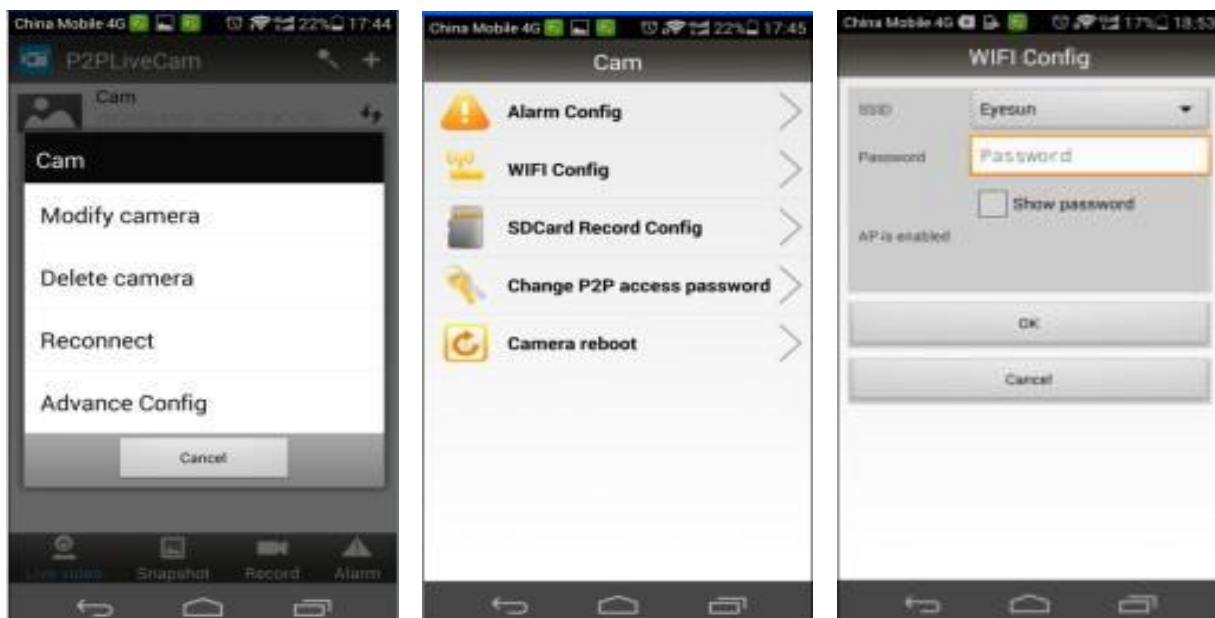 China Mobile 4G 22% 17:44
P2PLiveCam
Cam
Cam
Modify camera
Delete camera
Reconnect
Advance Config
Cancel
Live video Snapshot Record Alarm
China Mobile 4G 22% 17:45
Cam
Alarm Config
WIFI Config
SDCard Record Config
Change P2P access password
Camera reboot
China Mobile 4G 17% 18:53
WIFI Config
SSID Eyesun
Password Password
Show password
AP is enabled
OK
Cancel